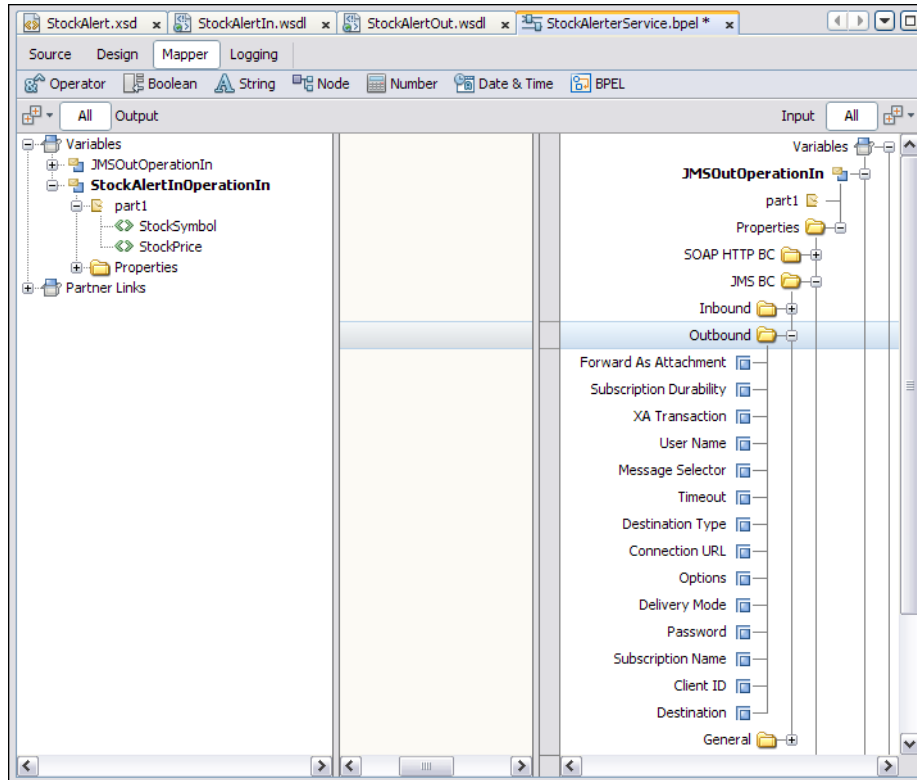 StockAlert.xsd x StockAlertIn.wsdl x StockAlertOut.wsdl x StockAlerterService.bpel * x
Source Design Mapper Logging
Operator Boolean String Node Number Date & Time BPEL
All Output Input All
Variables
JMSOutOperationIn
StockAlertInOperationIn
part1
StockSymbol
StockPrice
Properties
Partner Links
Variables
JMSOutOperationIn
part1
Properties
SOAP HTTP BC
JMS BC
Inbound
Outbound
Forward As Attachment
Subscription Durability
XA Transaction
User Name
Message Selector
Timeout
Destination Type
Connection URL
Options
Delivery Mode
Password
Subscription Name
Client ID
Destination
General